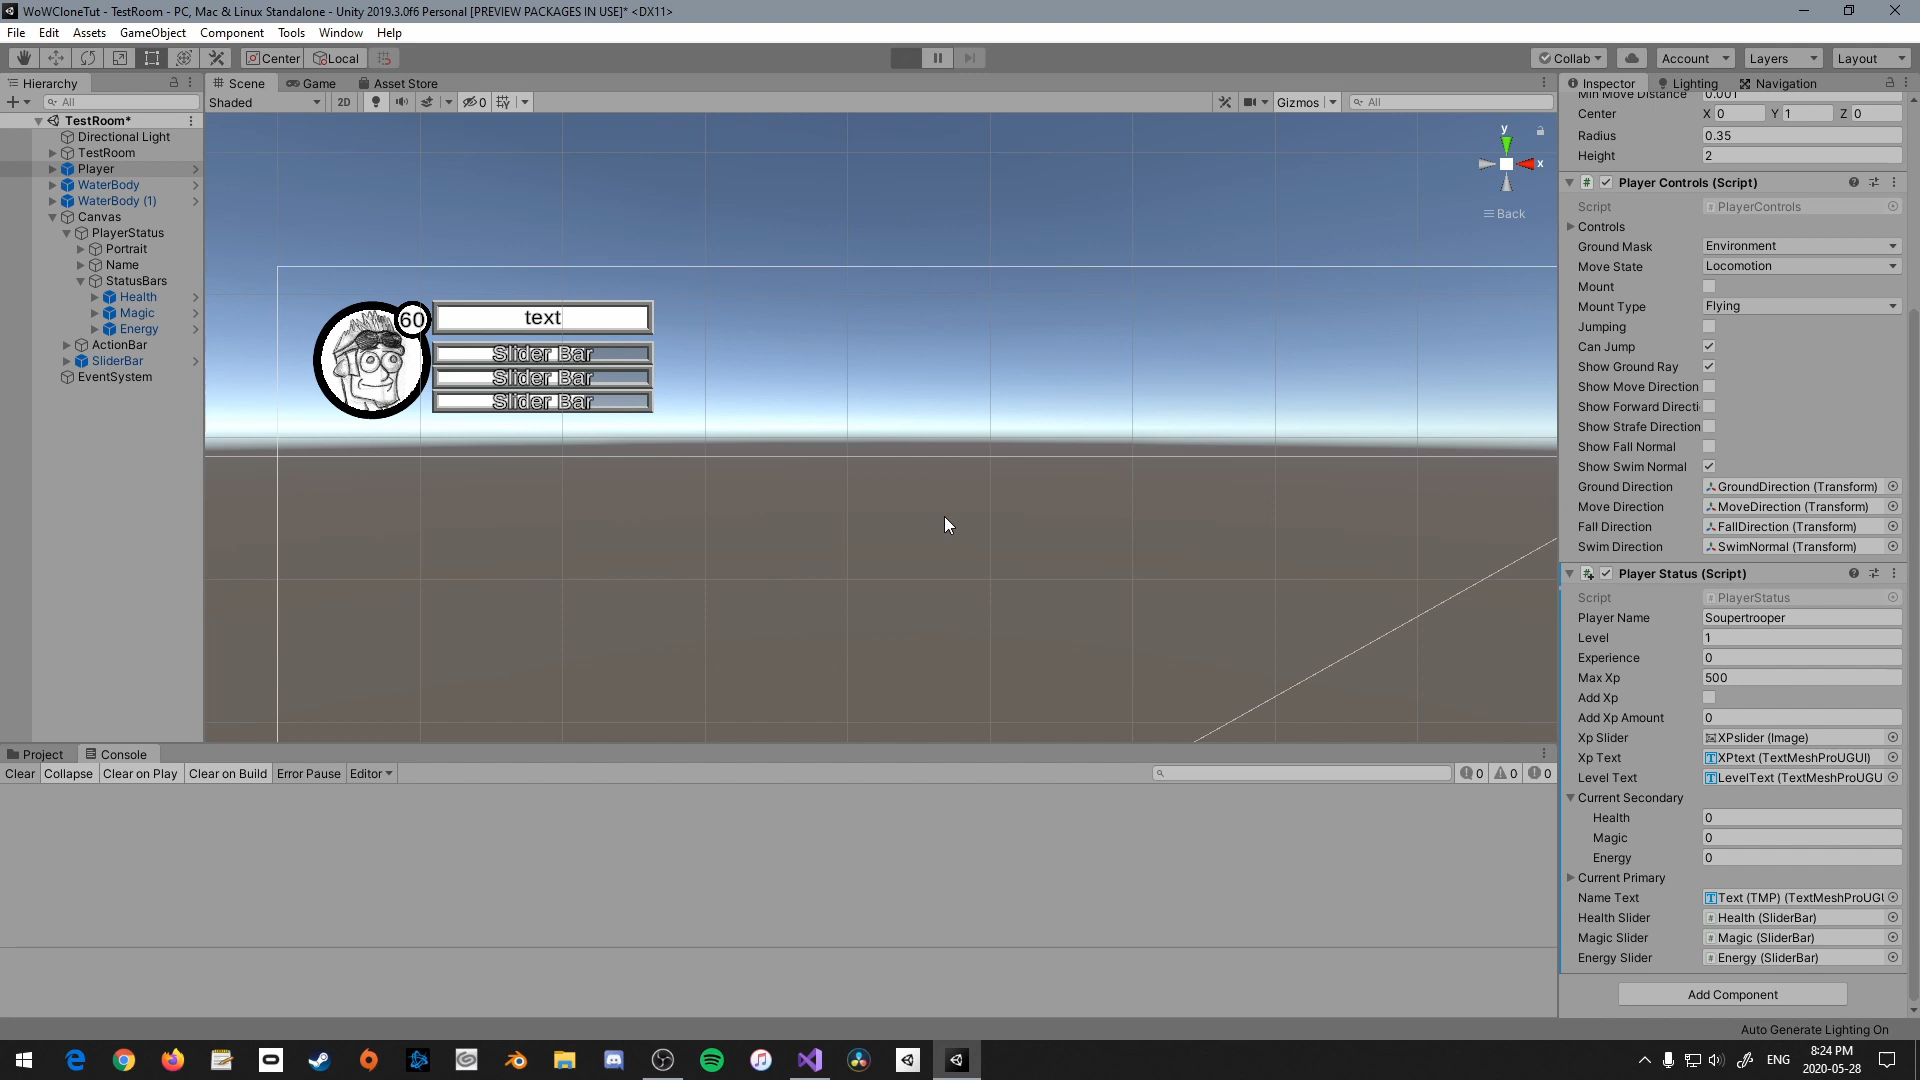 WoWCloneTut - TestRoom - PC, Mac & Linux Standalone - Unity 2019.3.0f6 Personal [PREVIEW PACKAGES IN USE]* <DX11>
File Edit Assets GameObject Component Tools Window Help
Center Local Collab Account Layers Layout
Hierarchy Scene Game Asset Store Inspector Lighting Navigation
All Shaded 2D 0 Gizmos All
Min Move Distance 0.001
Center X 0 Y 1 Z 0
Radius 0.35
Height 2
TestRoom*
Directional Light
TestRoom
Player
WaterBody
WaterBody (1)
Canvas
PlayerStatus
Portrait
Name
StatusBars
Health
Magic
Energy
ActionBar
SliderBar
EventSystem
y
x
Back
60
text
Slider Bar
Slider Bar
Slider Bar
Player Controls (Script)
Script PlayerControls
Controls
Ground Mask Environment
Move State Locomotion
Mount
Mount Type Flying
Jumping
Can Jump
Show Ground Ray
Show Move Direction
Show Forward Directi
Show Strafe Direction
Show Fall Normal
Show Swim Normal
Ground Direction GroundDirection (Transform)
Move Direction MoveDirection (Transform)
Fall Direction FallDirection (Transform)
Swim Direction SwimNormal (Transform)
Player Status (Script)
Script PlayerStatus
Player Name Soupertrooper
Level 1
Experience 0
Max Xp 500
Add Xp
Add Xp Amount 0
Xp Slider XPslider (Image)
Xp Text XPtext (TextMeshProUGUI)
Level Text LevelText (TextMeshProUGU
Current Secondary
Health 0
Magic 0
Energy 0
Current Primary
Name Text Text (TMP) (TextMeshProUGU
Health Slider Health (SliderBar)
Magic Slider Magic (SliderBar)
Energy Slider Energy (SliderBar)
Add Component
Project Console
Clear Collapse Clear on Play Clear on Build Error Pause Editor 0 0 0
Auto Generate Lighting On
ENG 8:24 PM
2020-05-28